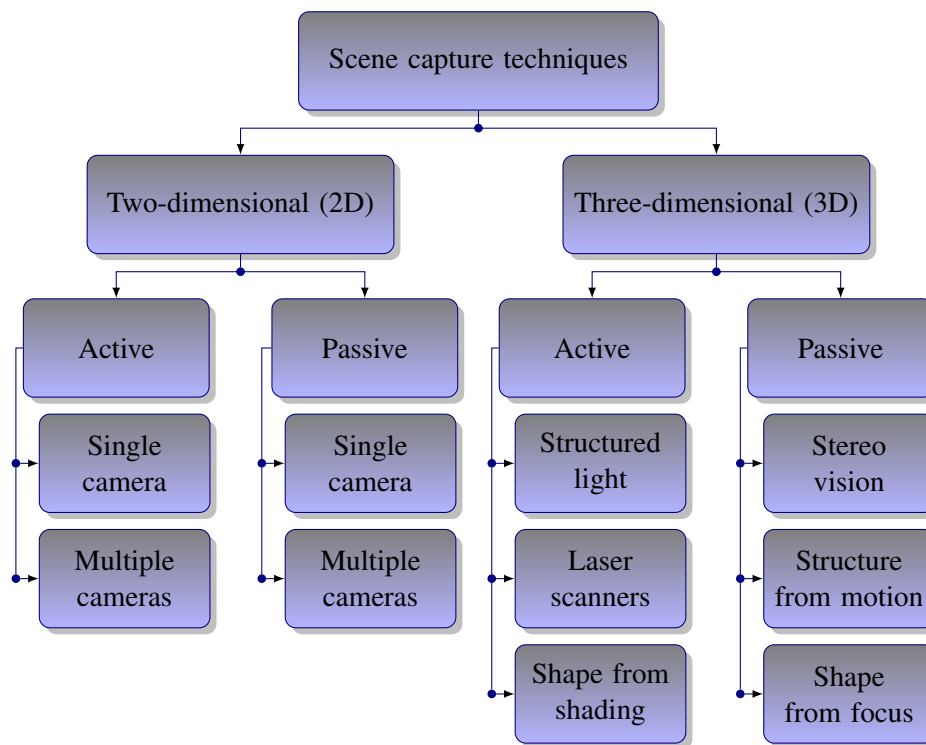 Scene capture techniques
Two-dimensional (2D)
Three-dimensional (3D)
Active
Passive
Active
Passive
Single
camera
Single
camera
Structured
light
Stereo
vision
Multiple
cameras
Multiple
cameras
Laser
scanners
Structure
from motion
Shape from
shading
Shape
from focus